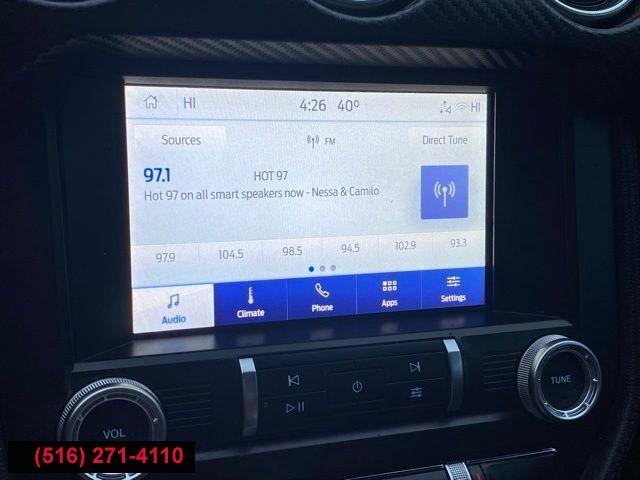 HI 4:26 40° HI
Sources FM Direct Tune
97.1 HOT 97
Hot 97 on all smart speakers now - Nessa & Camilo
97.9 104.5 98.5 94.5 102.9 93.3
Audio Climate Phone Apps Settings
VOL TUNE
(516) 271-4110